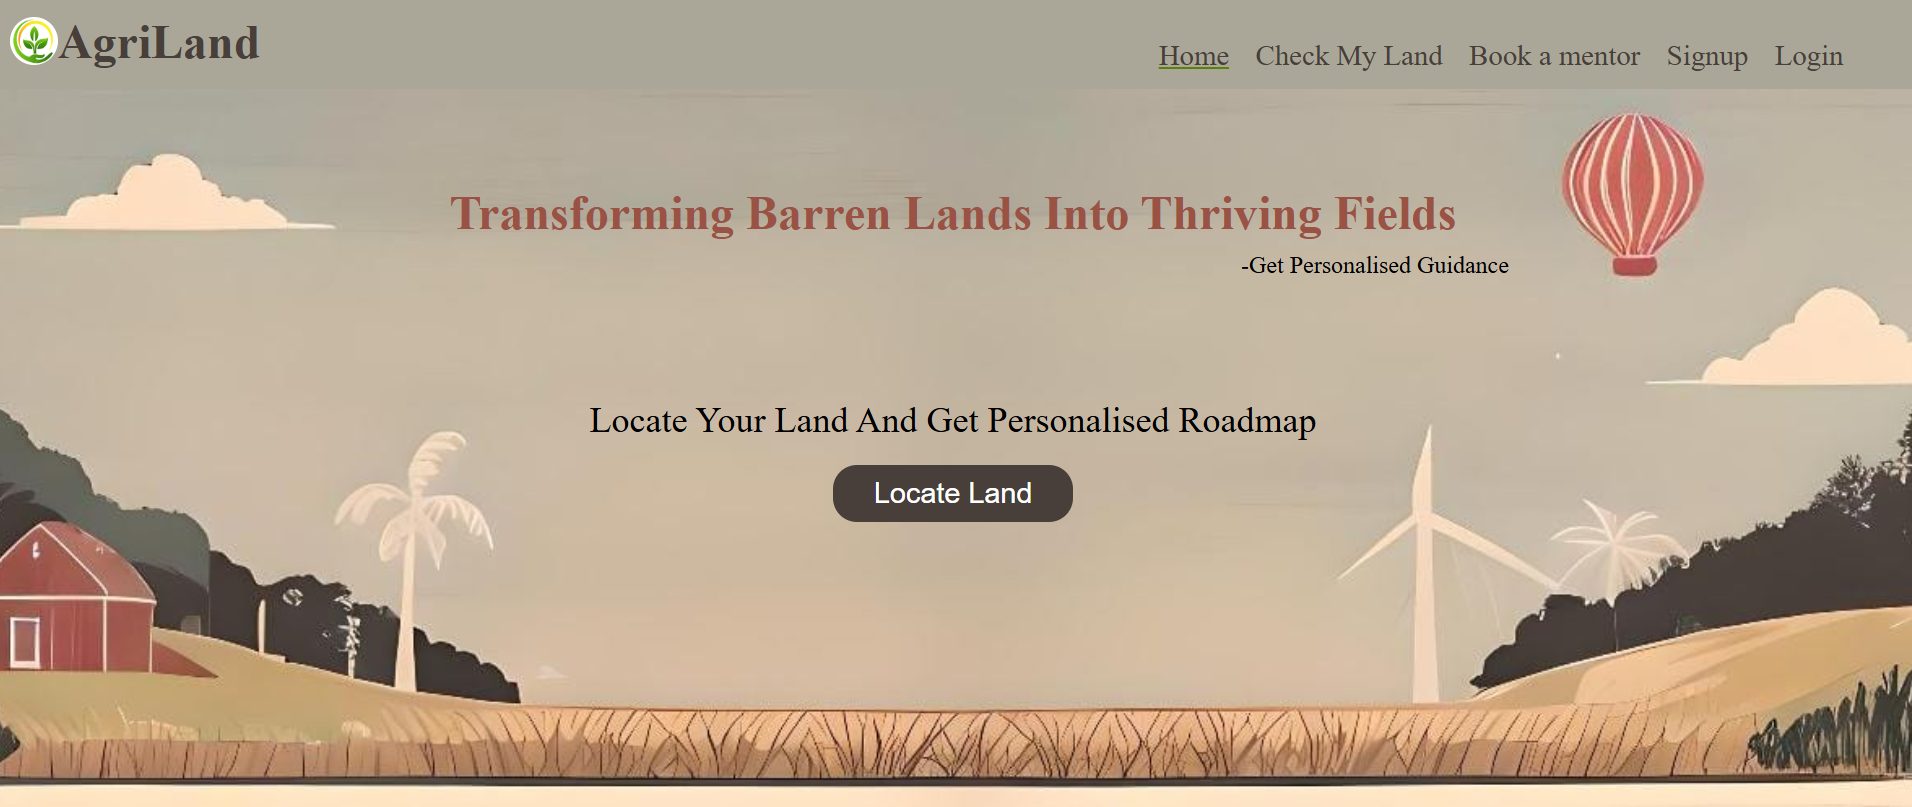 AgriLand
Home Check My Land Book a mentor Signup Login
Transforming Barren Lands Into Thriving Fields
-Get Personalised Guidance
Locate Your Land And Get Personalised Roadmap
Locate Land